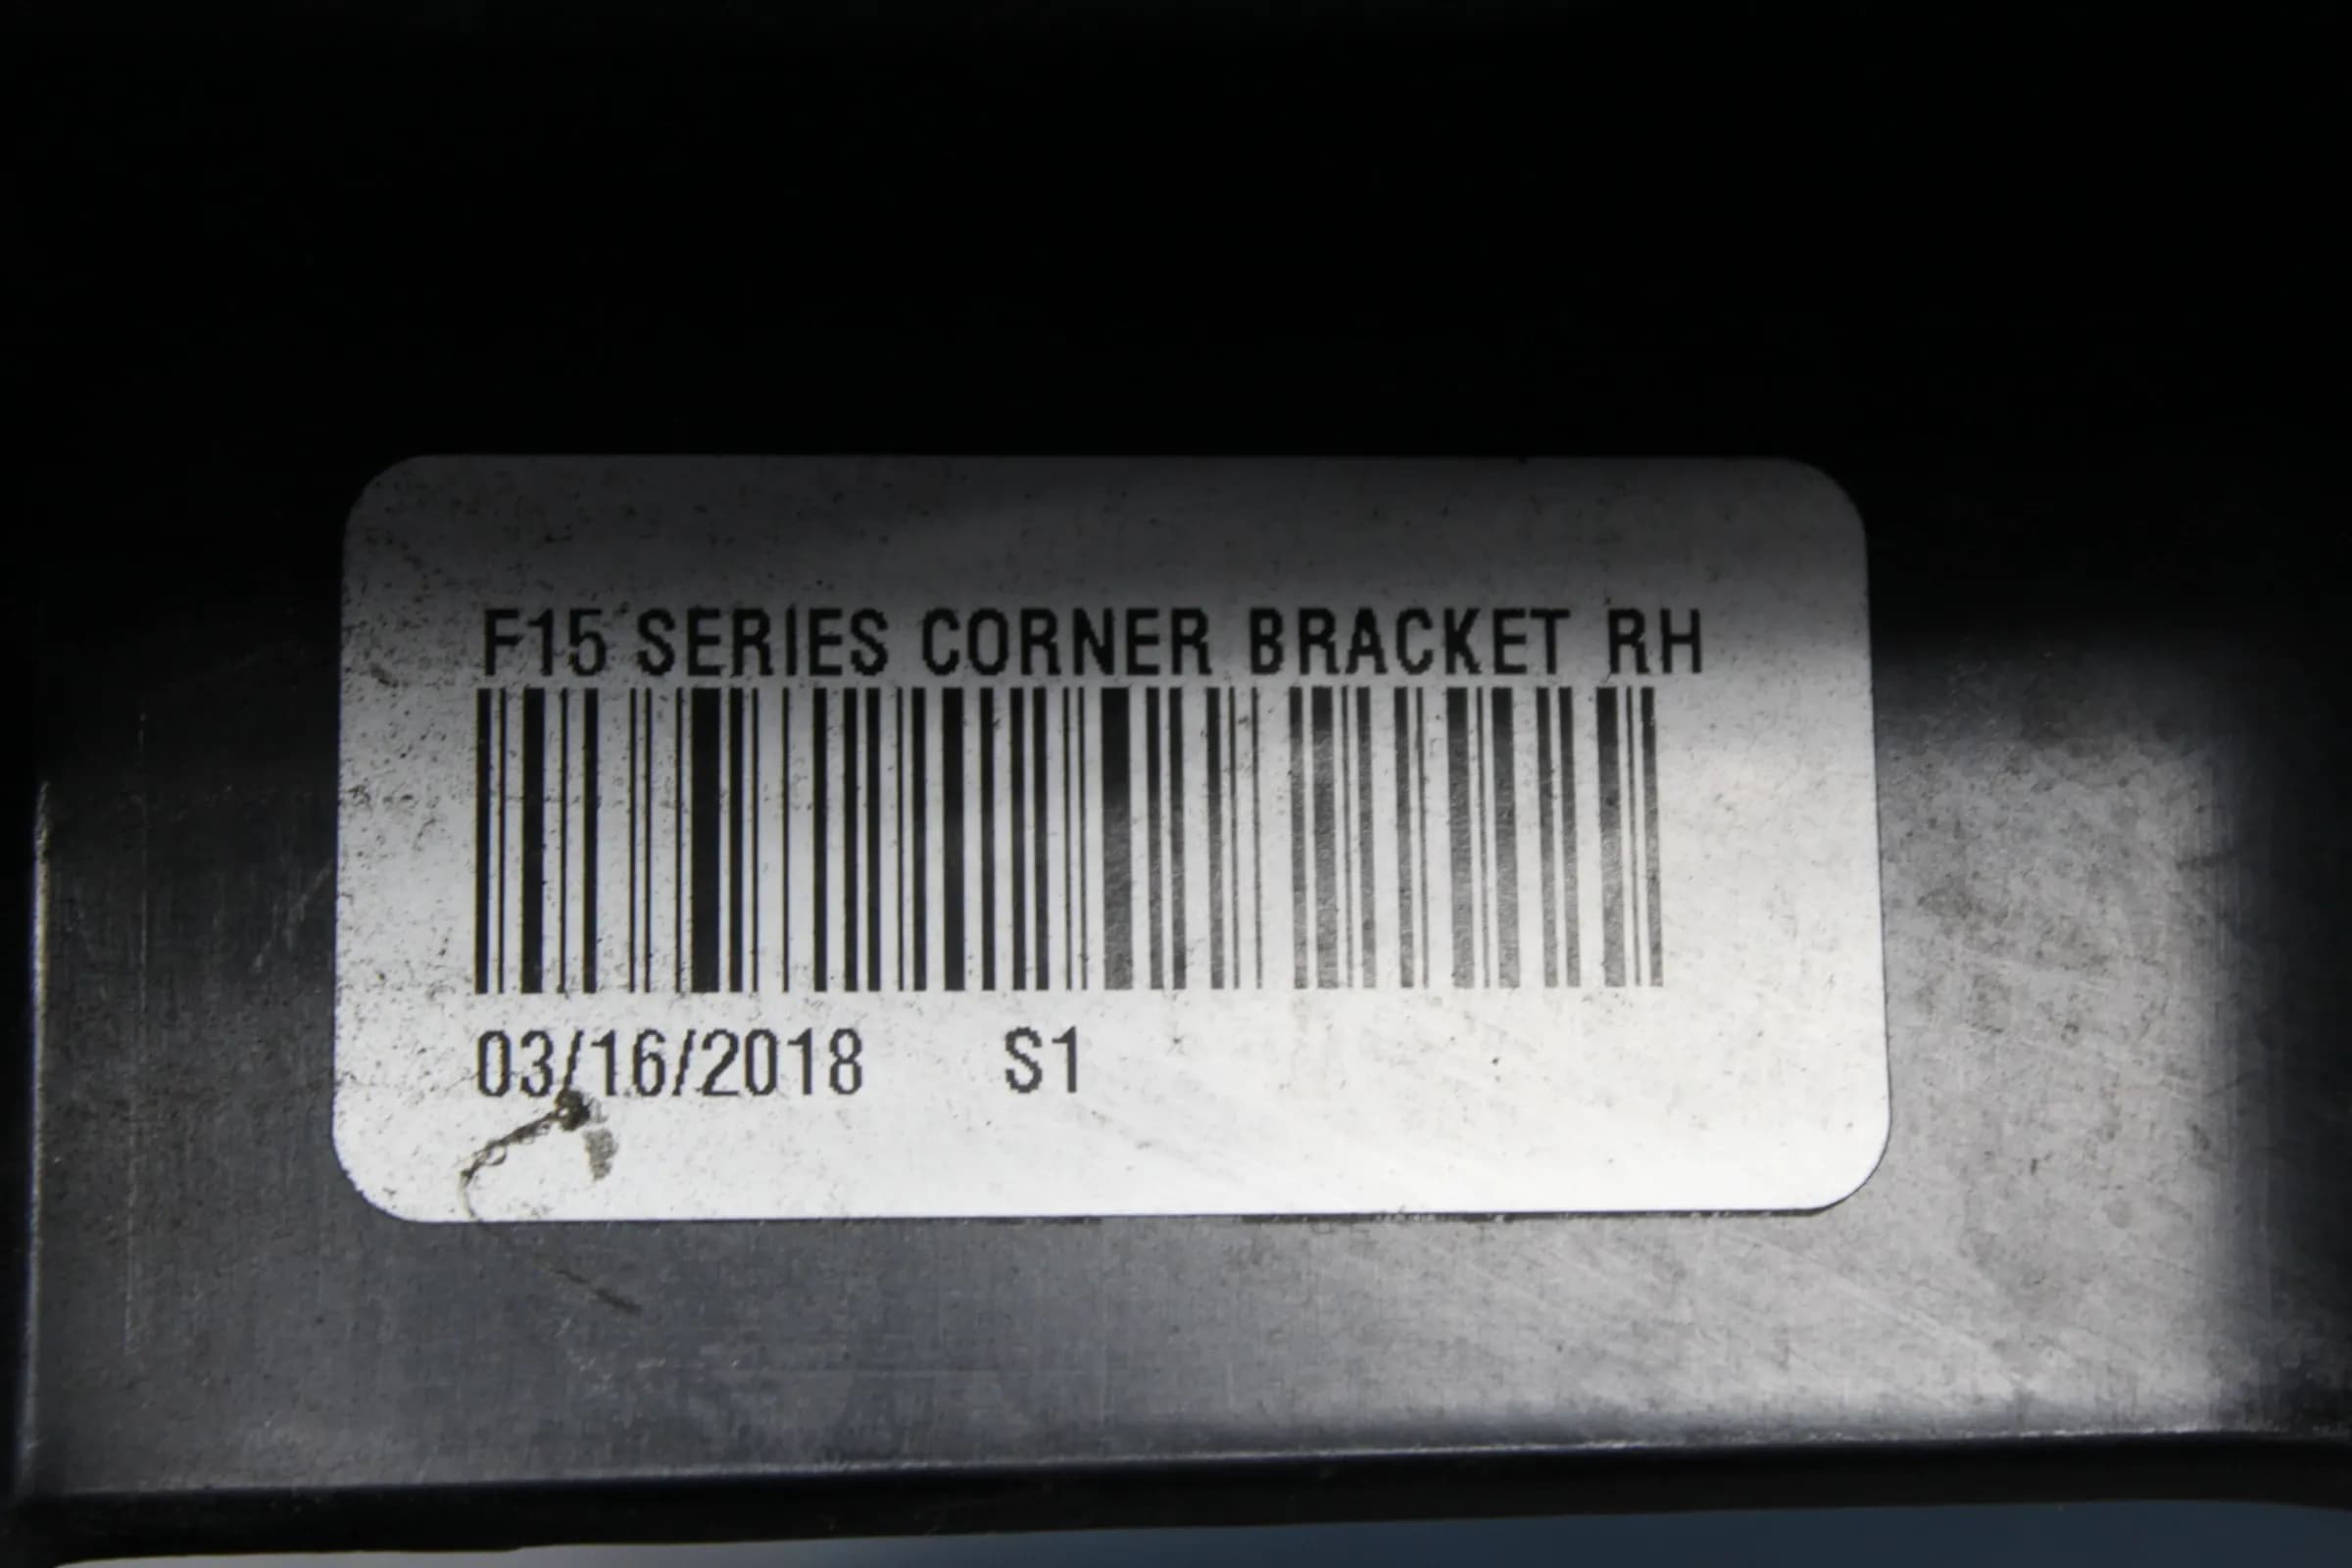 F15 SERIES CORNER BRACKET RH
03/16/2018 S1